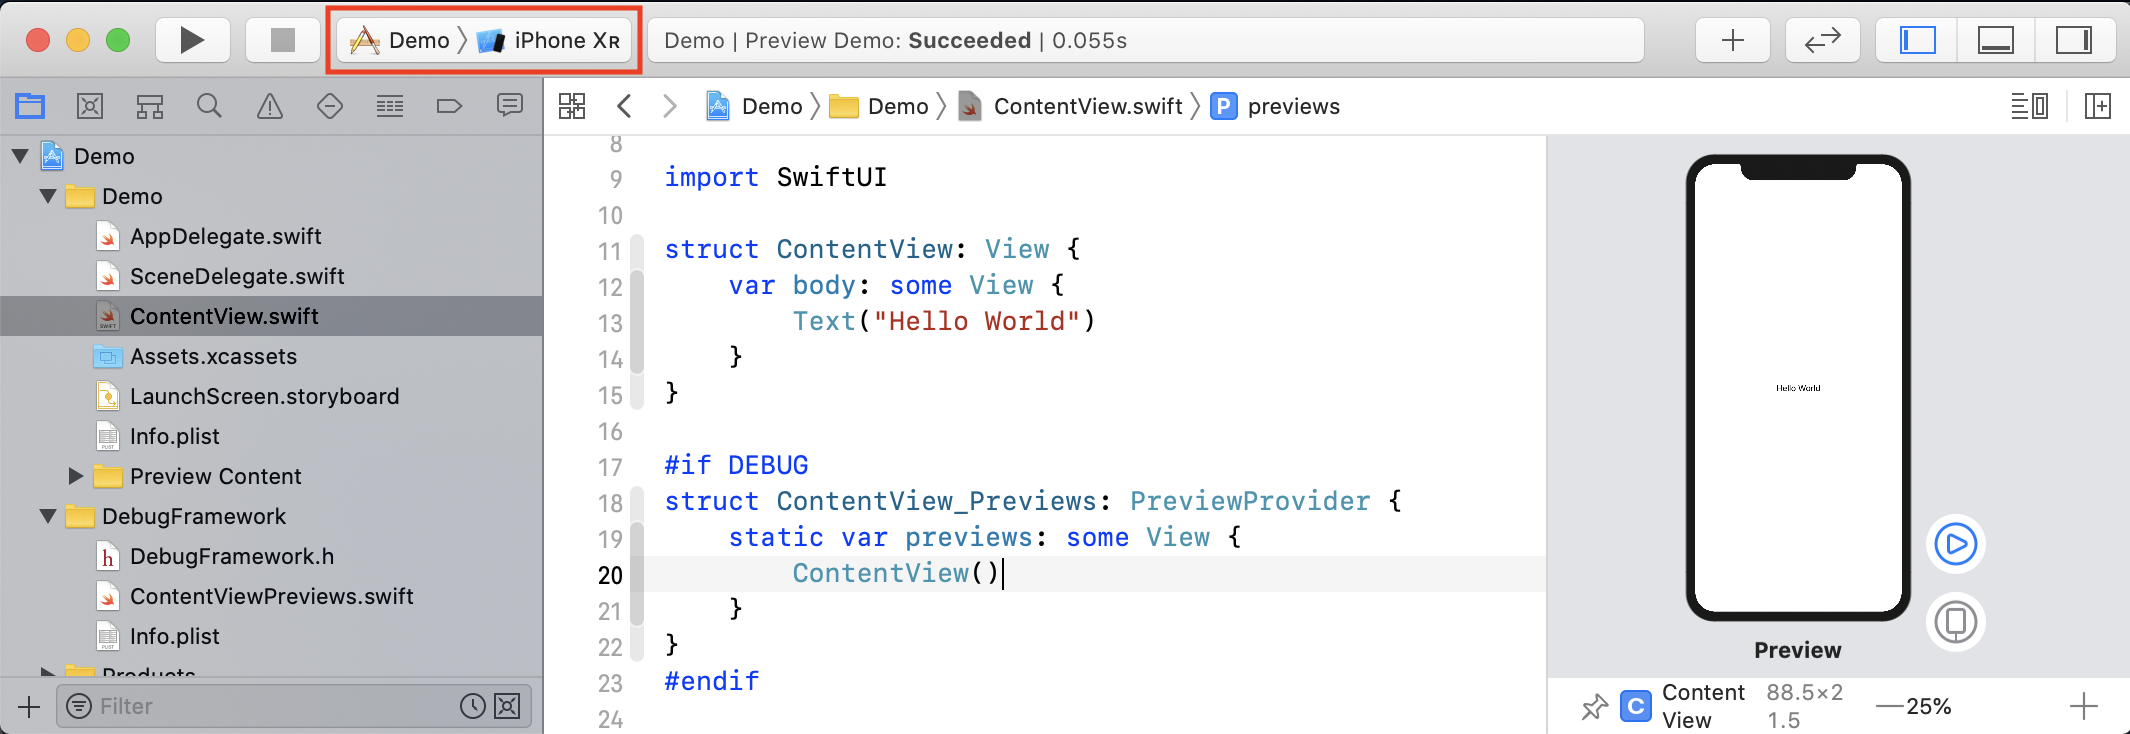 Demo 〉 iPhone XR
Demo | Preview Demo: Succeeded | 0.055s
Demo 〉 Demo 〉 ContentView.swift 〉 P previews
Demo
Demo
AppDelegate.swift
SceneDelegate.swift
ContentView.swift
Assets.xcassets
LaunchScreen.storyboard
Info.plist
Preview Content
DebugFramework
h DebugFramework.h
ContentViewPreviews.swift
Info.plist
Products
Filter
8
9 import SwiftUI
10
11 struct ContentView: View {
12     var body: some View {
13         Text("Hello World")
14     }
15 }
16
17 #if DEBUG
18 struct ContentView_Previews: PreviewProvider {
19     static var previews: some View {
20         ContentView()
21     }
22 }
23 #endif
24
Hello World
Preview
C Content View 88.5×2 1.5 —25%